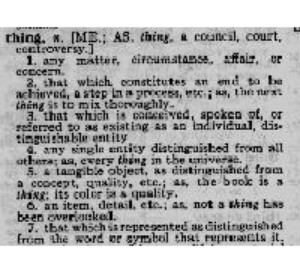 thing, n. [ME.; AS. thing, a council, court,
controversy.]
1. any matter, circumstance, affair, or
concern.
2. that which constitutes an end to be
achieved, a step in a process, etc.; as, the next
thing is to mix thoroughly.
3. that which is conceived, spoken of, or
referred to as existing as an individual, dis-
tinguishable entity
4. any single entity distinguished from all
others; as, every thing in the universe.
5. a tangible object, as distinguished from
a concept, quality, etc.; as, the book is a
thing; its color is a quality.
6. an item, detail, etc.; as, not a thing has
been overlooked.
7. that which is represented as distinguished
from the word or symbol that represents it.